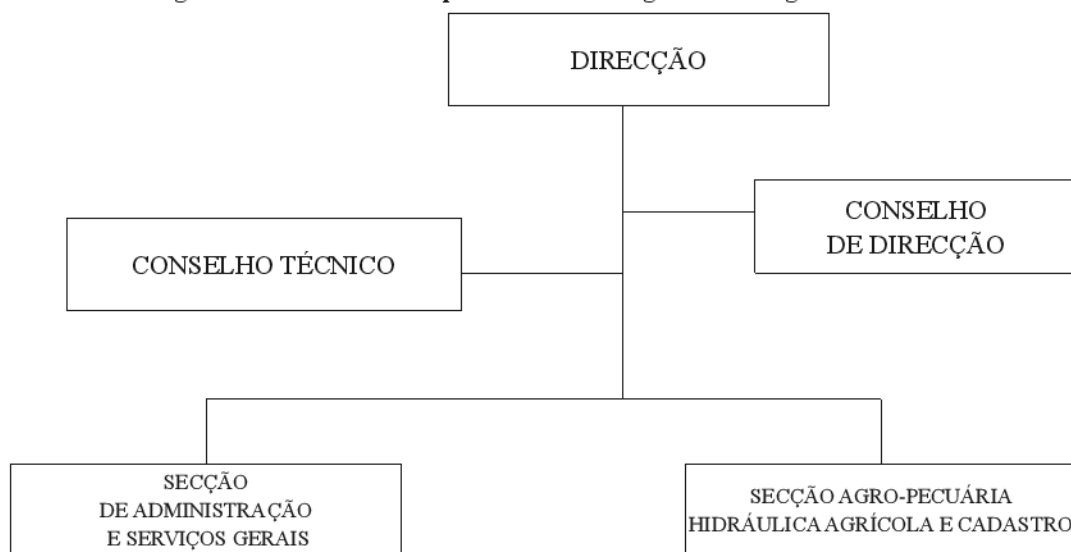 DIRECÇÃO
CONSELHO
DE DIRECÇÃO
CONSELHO TÉCNICO
SECÇÃO
DE ADMINISTRAÇÃO
E SERVIÇOS GERAIS
SECÇÃO AGRO-PECUÁRIA
HIDRÁULICA AGRÍCOLA E CADASTRO